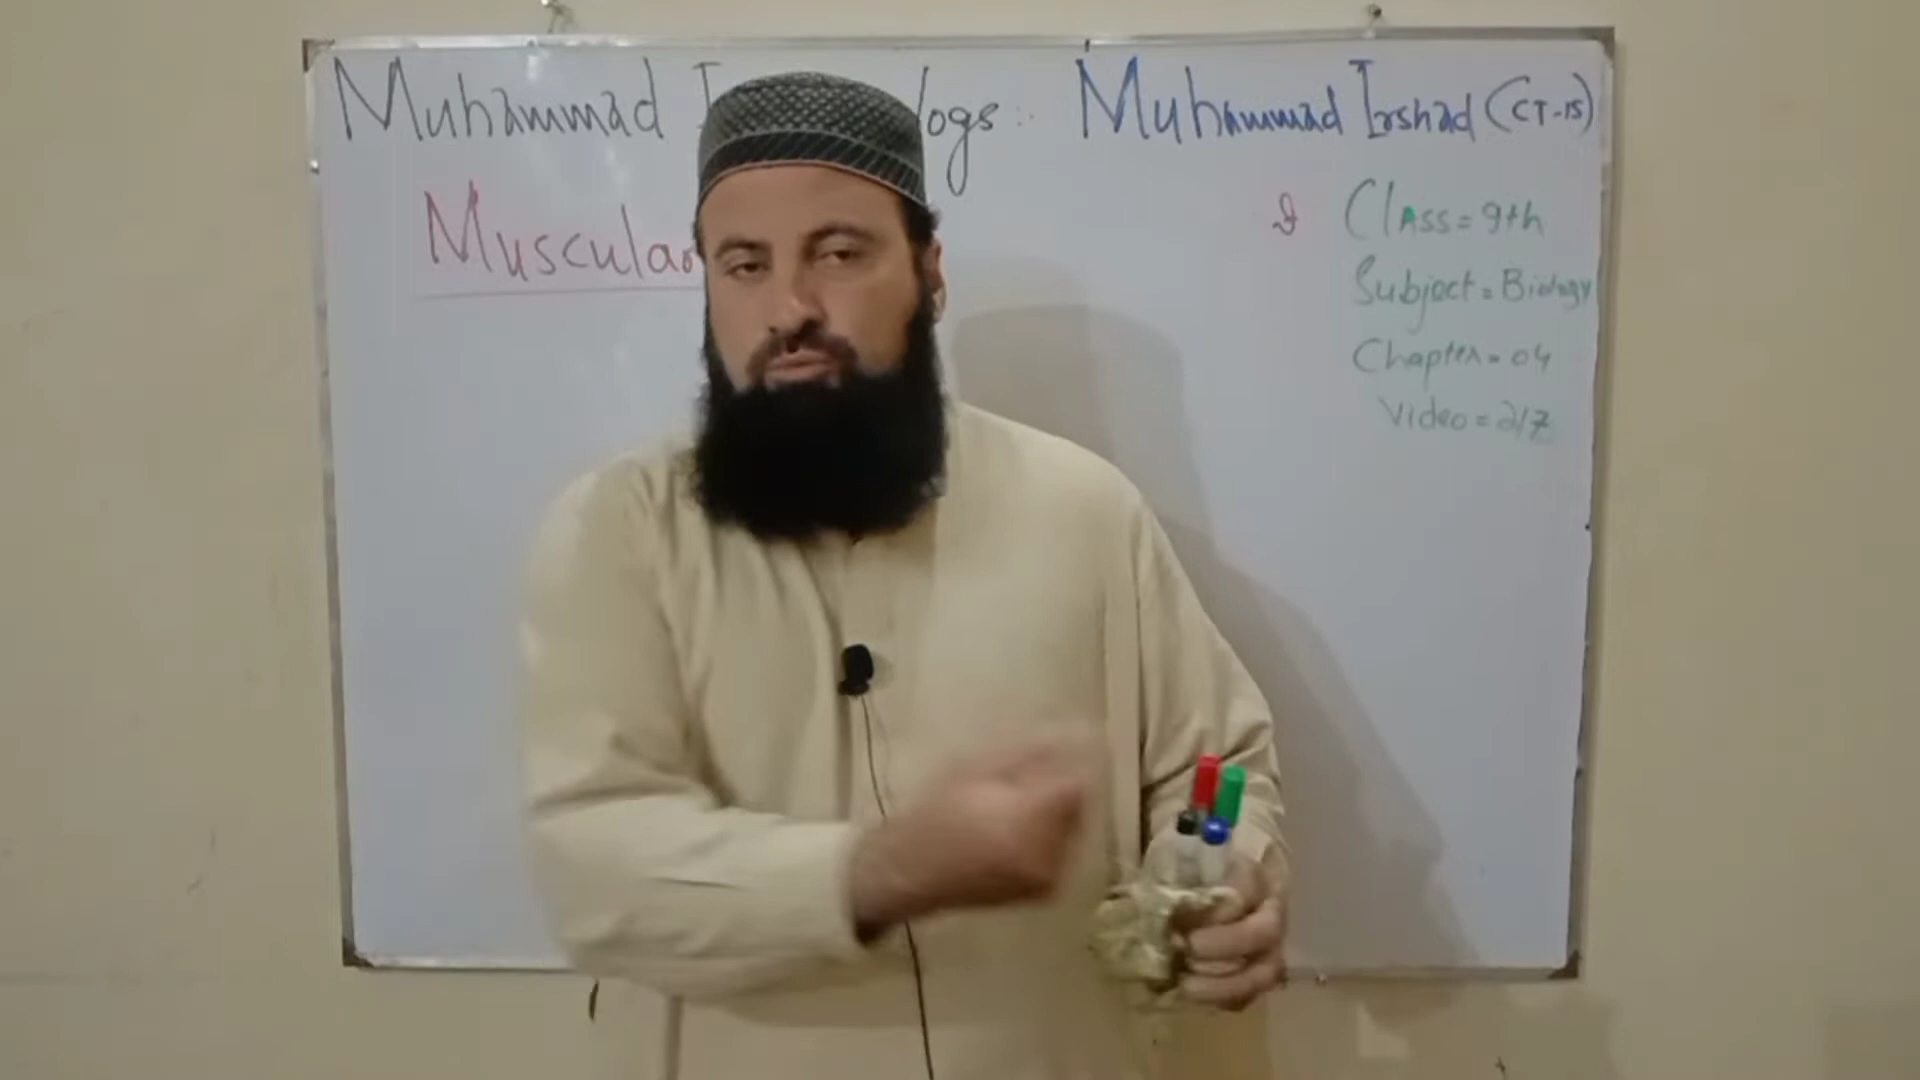 Muhammad I logs: Muhammad Irshad (CT-15)
Muscular
Class = 9th
Subject = Biology
Chapter = 04
Video = 2/7